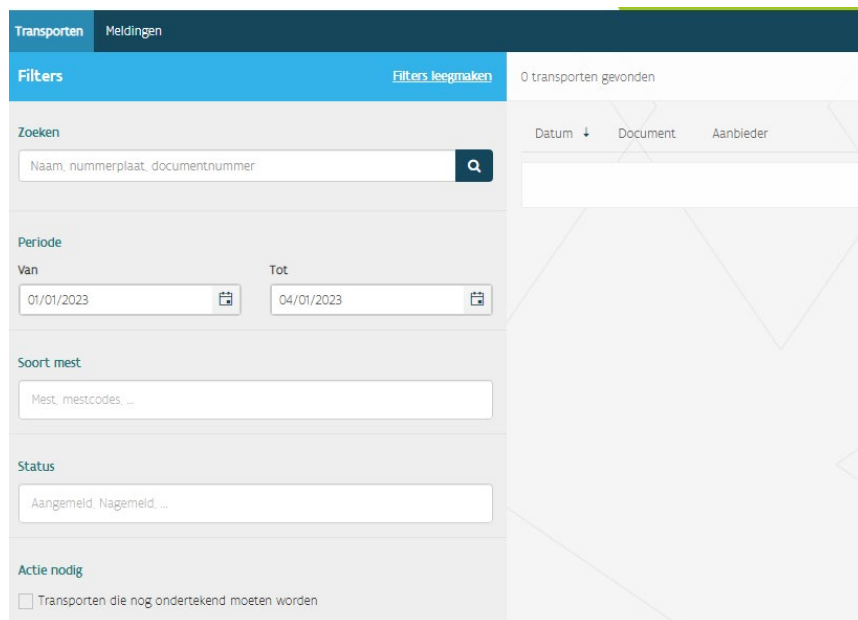 Transporten Meldingen
Filters Filters leegmaken
0 transporten gevonden
Zoeken
Datum ↓ Document Aanbieder
Naam, nummerplaat, documentnummer
Periode
Van Tot
01/01/2023 04/01/2023
Soort mest
Mest, mestcodes, ...
Status
Aangemeld, Nagemeld, ...
Actie nodig
Transporten die nog ondertekend moeten worden